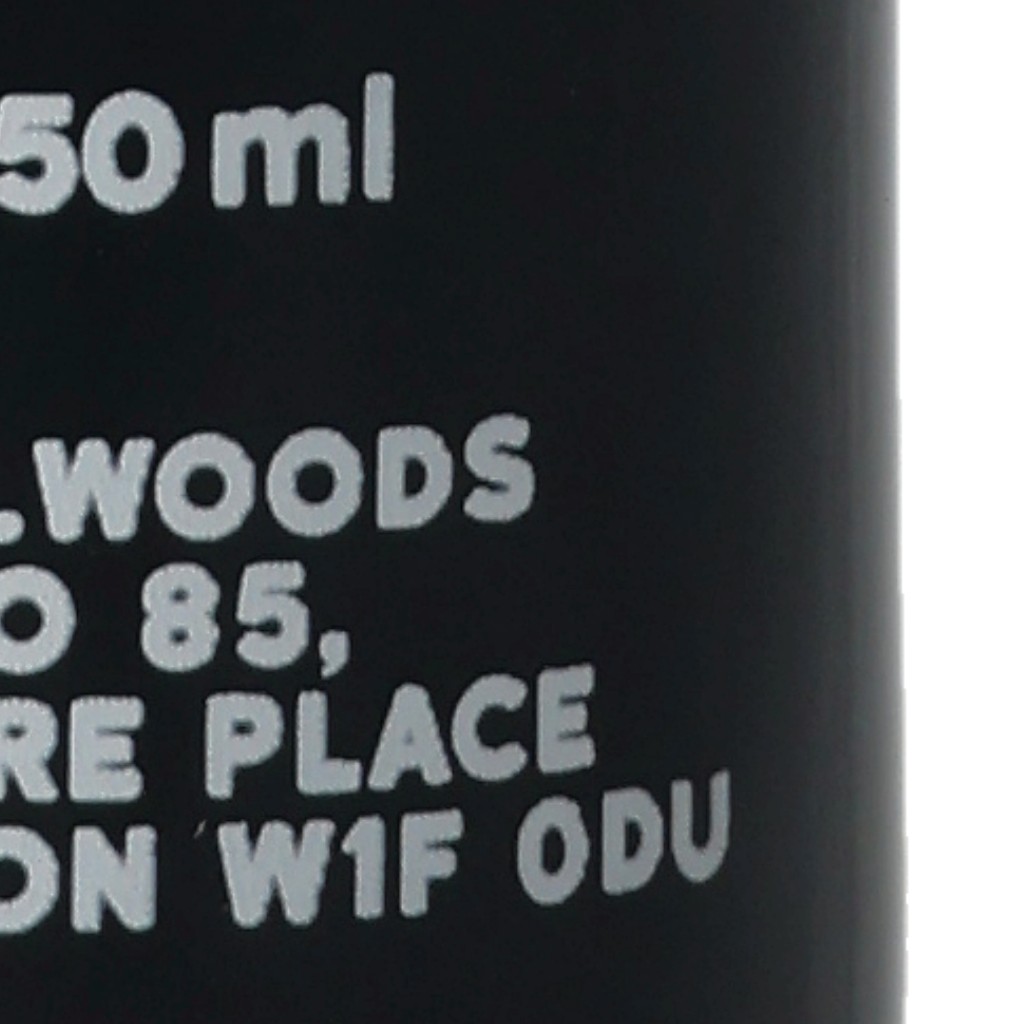 50 ml
.WOODS
O 85,
RE PLACE
ON W1F 0DU